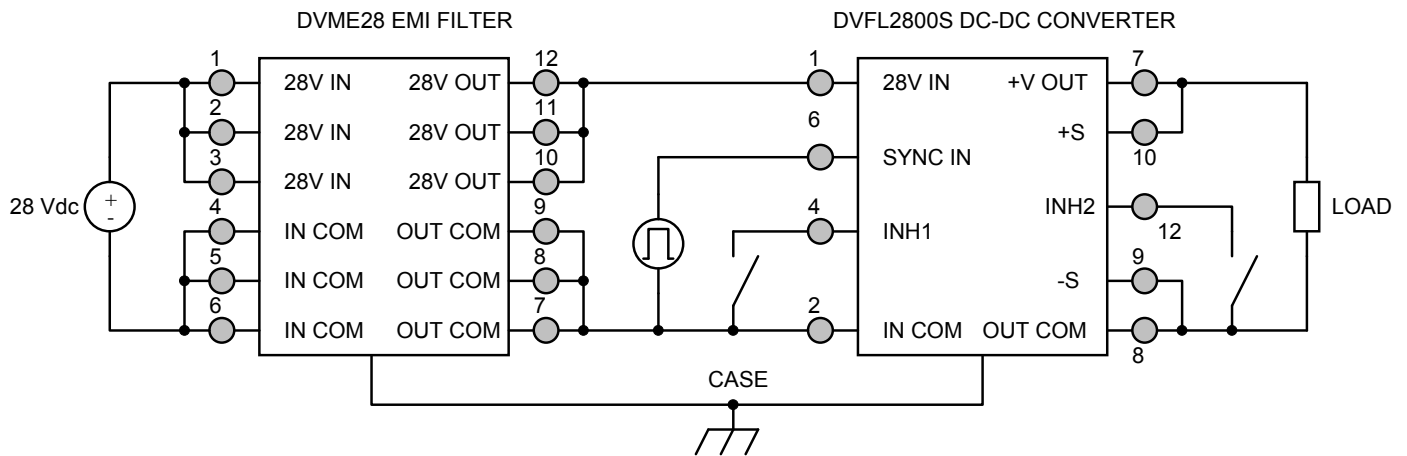 DVME28 EMI FILTER
DVFL2800S DC-DC CONVERTER
1 28V IN 28V OUT 12
2 28V IN 28V OUT 11
3 28V IN 28V OUT 10
4 IN COM OUT COM 9
5 IN COM OUT COM 8
6 IN COM OUT COM 7
28 Vdc
+
-
1 28V IN +V OUT 7
+S 10
6 SYNC IN
4 INH1 INH2 12
-S 9
2 IN COM OUT COM 8
LOAD
CASE